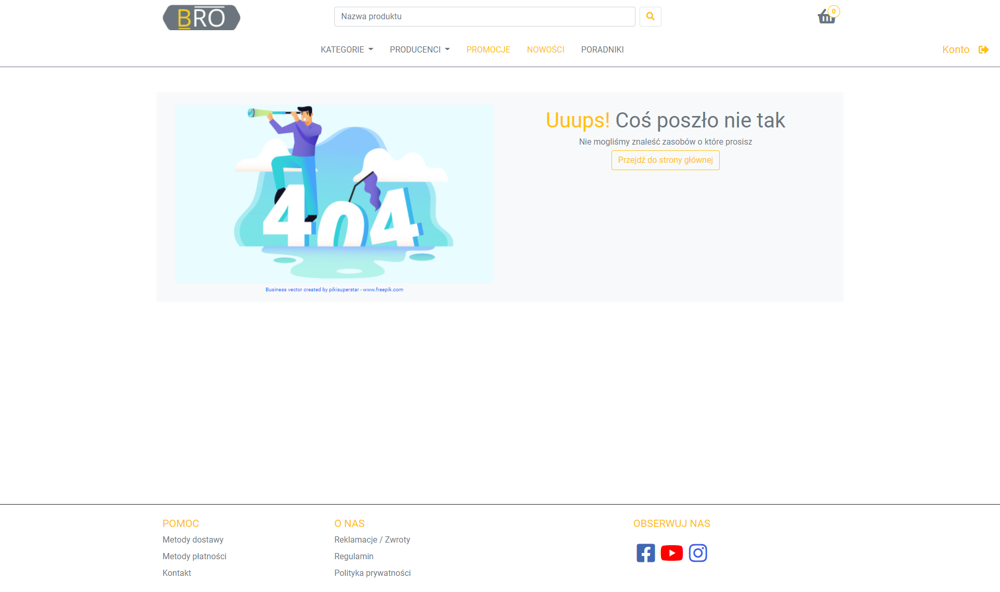 BRO
Nazwa produktu
0
KATEGORIE
PRODUCENCI
PROMOCJE
NOWOŚCI
PORADNIKI
Konto
404
Business vector created by pikisuperstar - www.freepik.com
Uuups! Coś poszło nie tak
Nie mogliśmy znaleść zasobów o które prosisz
Przejdź do strony głównej
POMOC
Metody dostawy
Metody płatności
Kontakt
O NAS
Reklamacje / Zwroty
Regulamin
Polityka prywatności
OBSERWUJ NAS